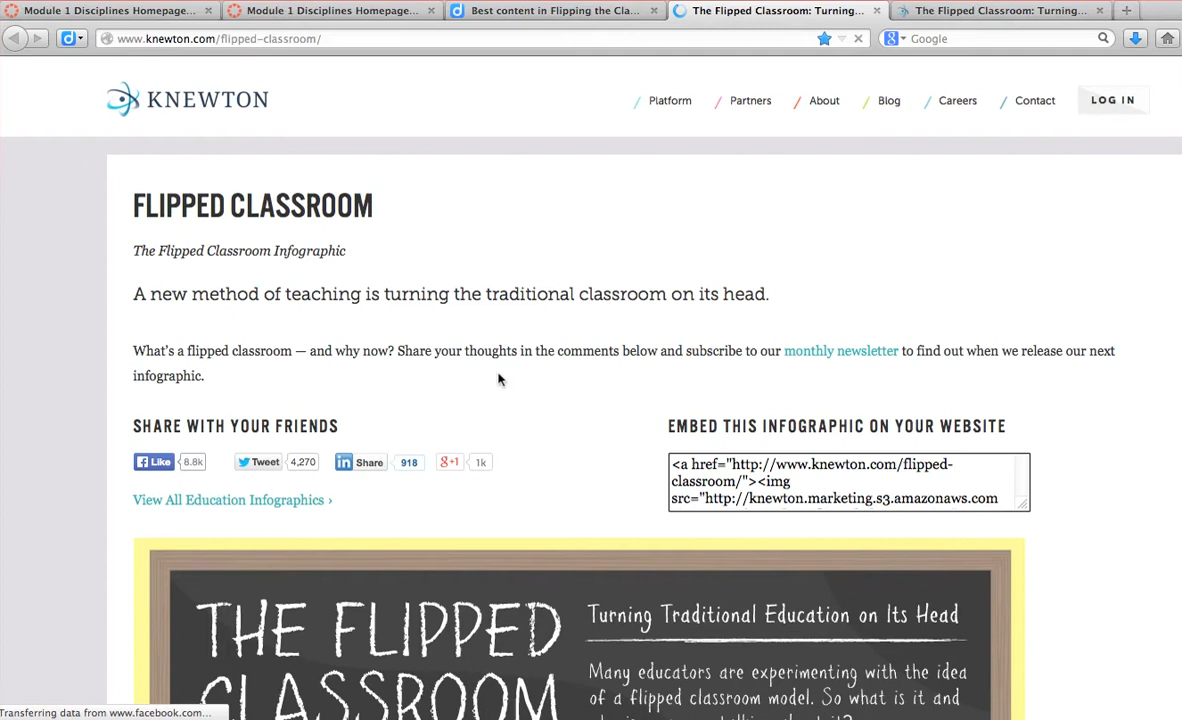 Module 1 Disciplines Homepage...
Module 1 Disciplines Homepage...
Best content in Flipping the Cla...
The Flipped Classroom: Turning...
The Flipped Classroom: Turning...
www.knewton.com/flipped-classroom/
Google
KNEWTON
Platform
Partners
About
Blog
Careers
Contact
LOG IN
FLIPPED CLASSROOM
The Flipped Classroom Infographic
A new method of teaching is turning the traditional classroom on its head.
What's a flipped classroom — and why now? Share your thoughts in the comments below and subscribe to our monthly newsletter to find out when we release our next
infographic.
SHARE WITH YOUR FRIENDS
Like 8.8k Tweet 4,270 in Share 918 g+1 1k
View All Education Infographics ›
EMBED THIS INFOGRAPHIC ON YOUR WEBSITE
<a href="http://www.knewton.com/flipped-
classroom/"><img
src="http://knewton.marketing.s3.amazonaws.com
THE FLIPPED
CLASSROOM
Turning Traditional Education on Its Head
Many educators are experimenting with the idea
of a flipped classroom model. So what is it and
Transferring data from www.facebook.com...